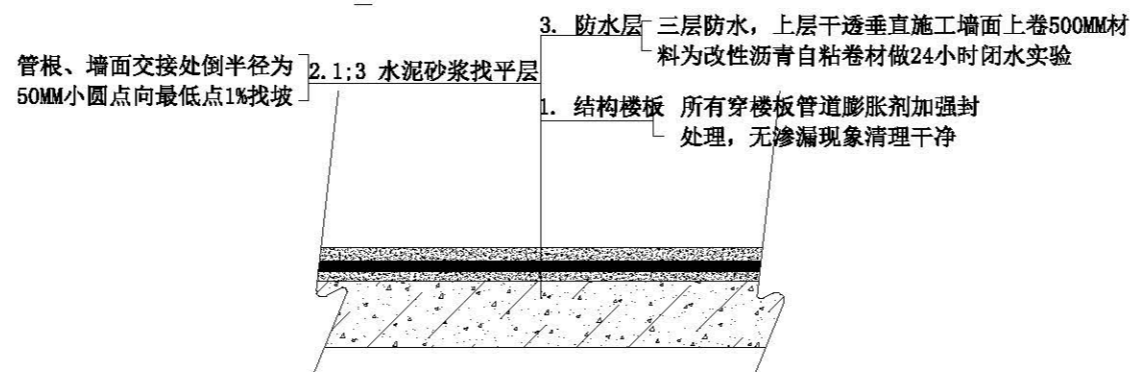 3. 防水层 三层防水，上层干透垂直施工墙面上卷500MM材
料为改性沥青自粘卷材做24小时闭水实验
管根、墙面交接处倒半径为
50MM小圆点向最低点1%找坡
2.1;3 水泥砂浆找平层
1. 结构楼板 所有穿楼板管道膨胀剂加强封
处理，无渗漏现象清理干净